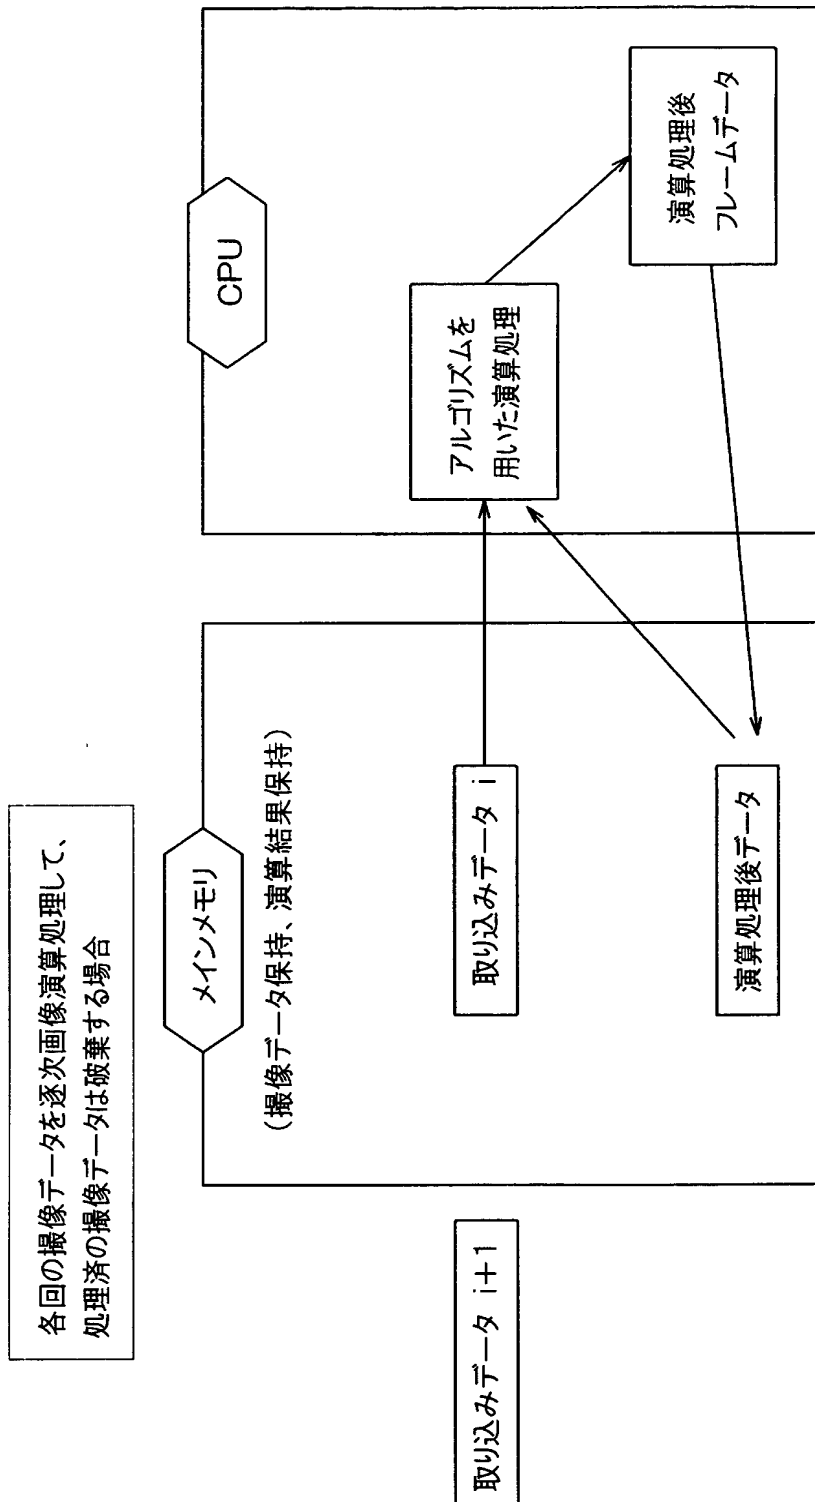 各回の撮像データを逐次画像演算処理して、
処理済の撮像データは破棄する場合
メインメモリ
(撮像データ保持、演算結果保持)
取り込みデータ i+1
取り込みデータ i
演算処理後データ
CPU
アルゴリズムを
用いた演算処理
演算処理後
フレームデータ